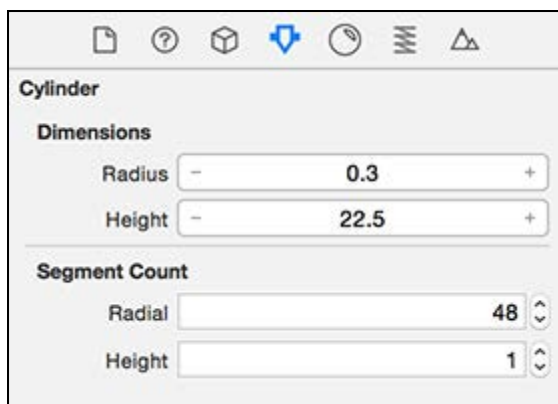 Cylinder
Dimensions
Radius - 0.3 +
Height - 22.5 +
Segment Count
Radial 48
Height 1